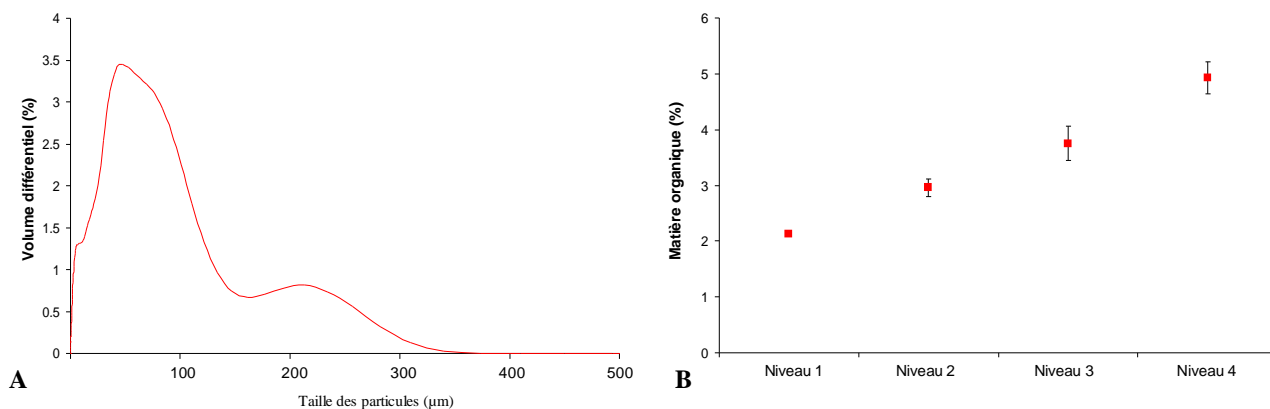 4
3.5
3
2.5
2
1.5
1
0.5
0
Volume différentiel (%)
100 200 300 400 500
Taille des particules (µm)
A
6
5
4
3
2
1
0
Matière organique (%)
Niveau 1 Niveau 2 Niveau 3 Niveau 4
B